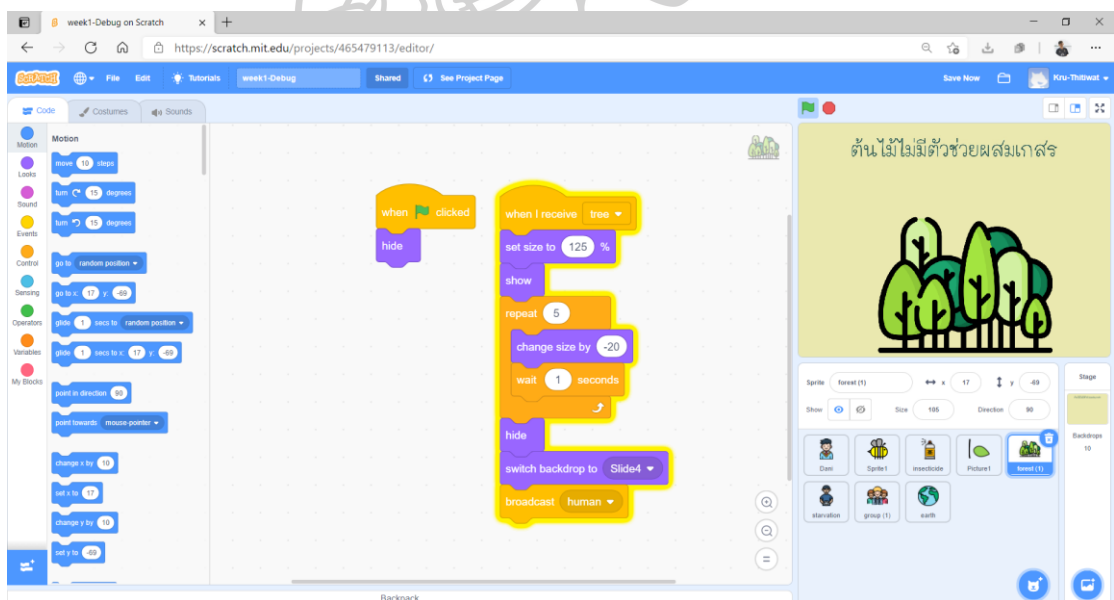 week1-Debug on Scratch
https://scratch.mit.edu/projects/465479113/editor/
SCRATCH File Edit Tutorials week1-Debug Shared See Project Page Save Now Kru-Thitiwat
Code Costumes Sounds
Motion
Looks
Sound
Events
Control
Sensing
Operators
Variables
My Blocks
Motion
move 10 steps
turn 15 degrees
turn 15 degrees
go to random position
go to x: 17 y: -69
glide 1 secs to random position
glide 1 secs to x: 17 y: -69
point in direction 90
point towards mouse-pointer
change x by 10
set x to 17
change y by 10
set y to -69
when clicked
hide
when I receive tree
set size to 125 %
show
repeat 5
change size by -20
wait 1 seconds
hide
switch backdrop to Slide4
broadcast human
Backpack
ต้นไม้ไม่มีตัวช่วยผสมเกสร
Sprite forest (1) x 17 y -69
Show Size 105 Direction 90
Dani Sprite1 insecticide Picture1 forest (1)
starvation group (1) earth
Stage
Backdrops
10